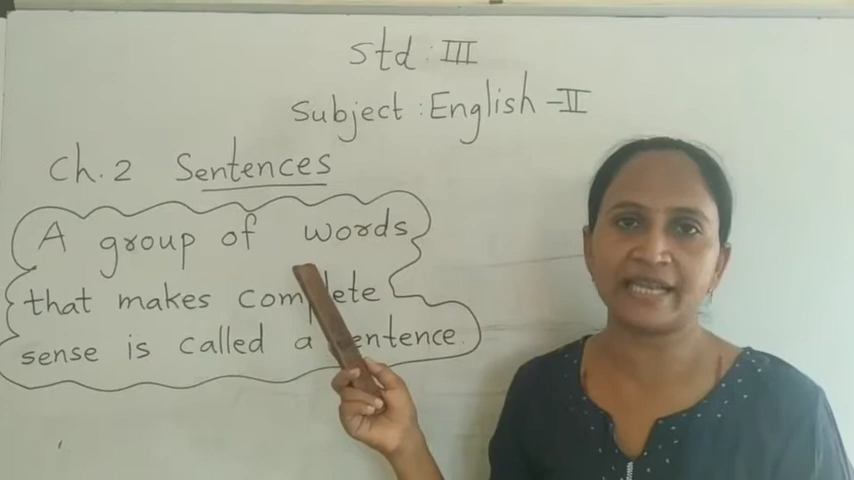 Std : III
Subject : English - II
Ch. 2 Sentences
A group of words
that makes complete
sense is called a sentence.